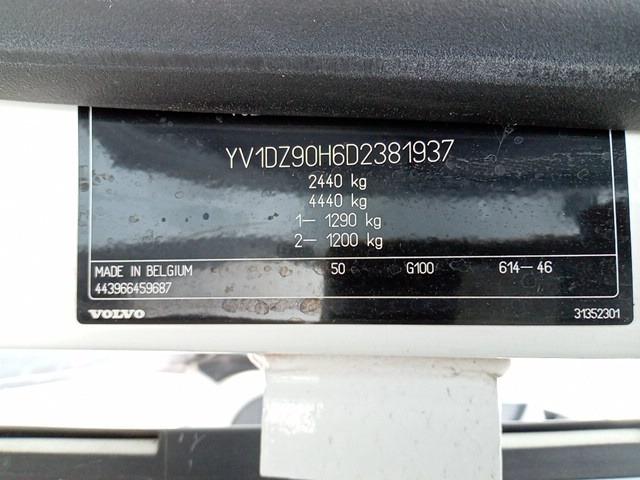 YV1DZ90H6D2381937
2440 kg
4440 kg
1— 1290 kg
2— 1200 kg
MADE IN BELGIUM 50 G100 614—46
443966459687
VOLVO 31352301